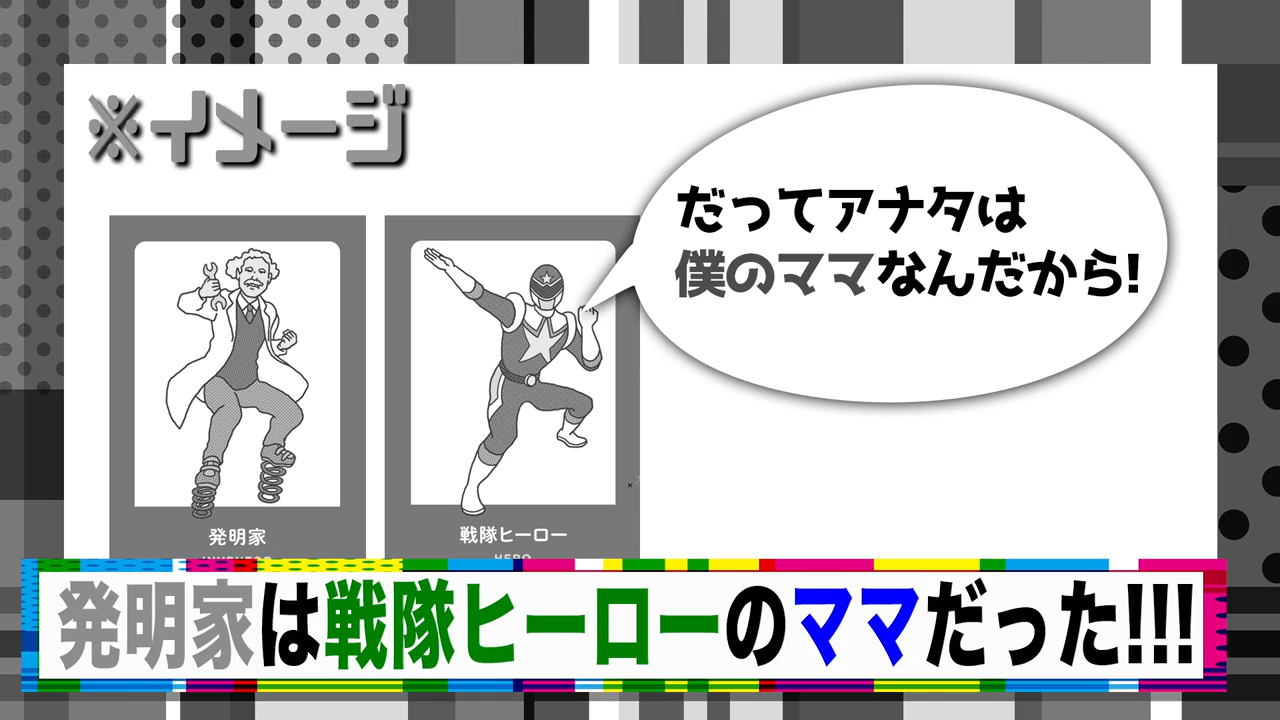 ※イメージ
だってアナタは
僕のママなんだから!
発明家
戦隊ヒーロー
INVENTOR
HERO
発明家は戦隊ヒーローのママだった!!!